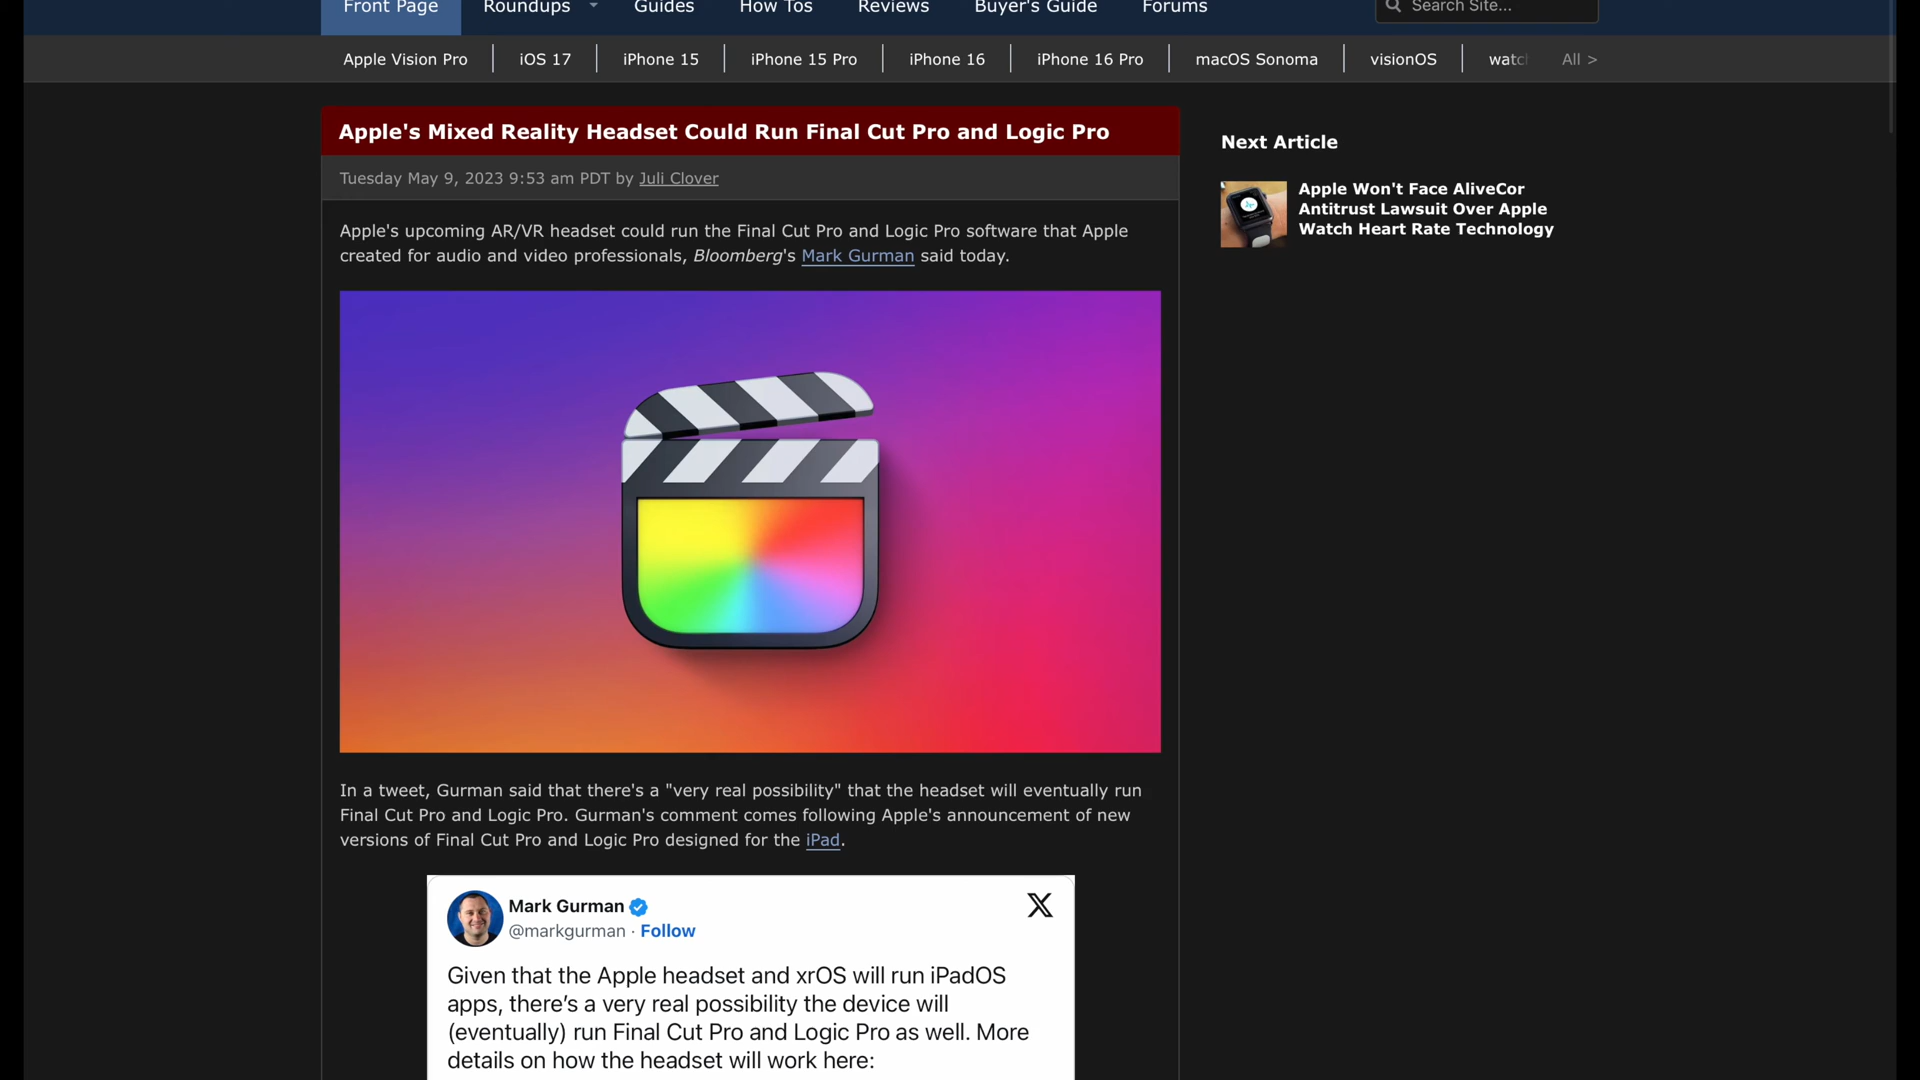 Front Page
Roundups
Guides
How Tos
Reviews
Buyer's Guide
Forums
Search Site...
Apple Vision Pro
iOS 17
iPhone 15
iPhone 15 Pro
iPhone 16
iPhone 16 Pro
macOS Sonoma
visionOS
watc
All >
Apple's Mixed Reality Headset Could Run Final Cut Pro and Logic Pro
Tuesday May 9, 2023 9:53 am PDT by Juli Clover
Apple's upcoming AR/VR headset could run the Final Cut Pro and Logic Pro software that Apple
created for audio and video professionals, Bloomberg's Mark Gurman said today.
In a tweet, Gurman said that there's a "very real possibility" that the headset will eventually run
Final Cut Pro and Logic Pro. Gurman's comment comes following Apple's announcement of new
versions of Final Cut Pro and Logic Pro designed for the iPad.
Mark Gurman
@markgurman · Follow
Given that the Apple headset and xrOS will run iPadOS
apps, there’s a very real possibility the device will
(eventually) run Final Cut Pro and Logic Pro as well. More
details on how the headset will work here:
Next Article
Apple Won't Face AliveCor
Antitrust Lawsuit Over Apple
Watch Heart Rate Technology